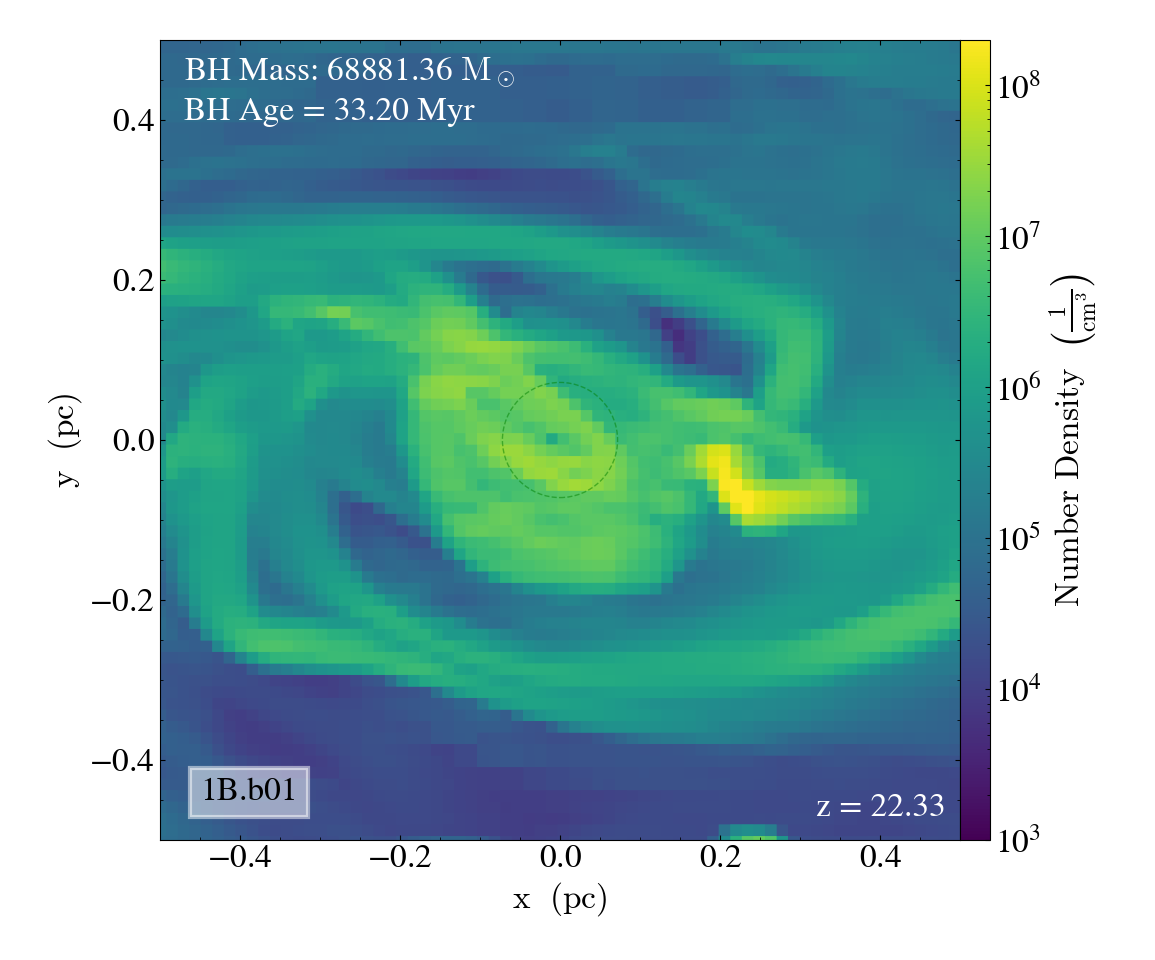 BH Mass: 68881.36 M⊙
BH Age = 33.20 Myr
0.4
0.2
0.0
−0.2
−0.4
y (pc)
1B.b01
z = 22.33
−0.4 −0.2 0.0 0.2 0.4
x (pc)
10⁸
10⁷
10⁶
10⁵
10⁴
10³
Number Density (1/cm³)